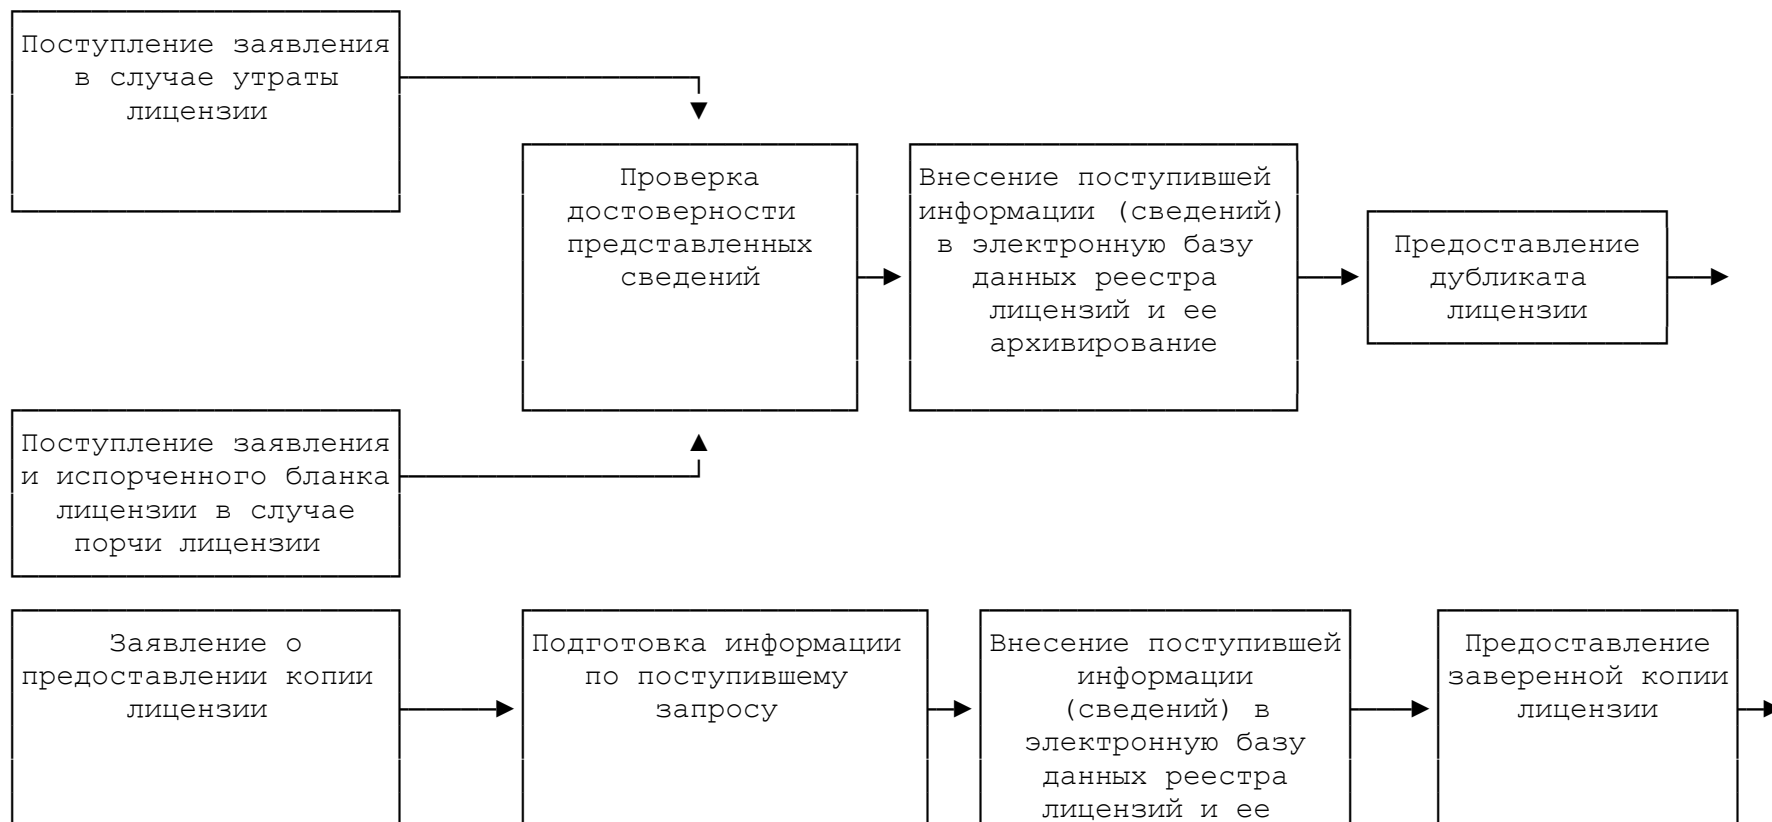 Поступление заявления
в случае утраты
лицензии
Проверка
достоверности
представленных
сведений
Внесение поступившей
информации (сведений)
в электронную базу
данных реестра
лицензий и ее
архивирование
Предоставление
дубликата
лицензии
Поступление заявления
и испорченного бланка
лицензии в случае
порчи лицензии
Заявление о
предоставлении копии
лицензии
Подготовка информации
по поступившему
запросу
Внесение поступившей
информации
(сведений) в
электронную базу
данных реестра
лицензий и ее
Предоставление
заверенной копии
лицензии